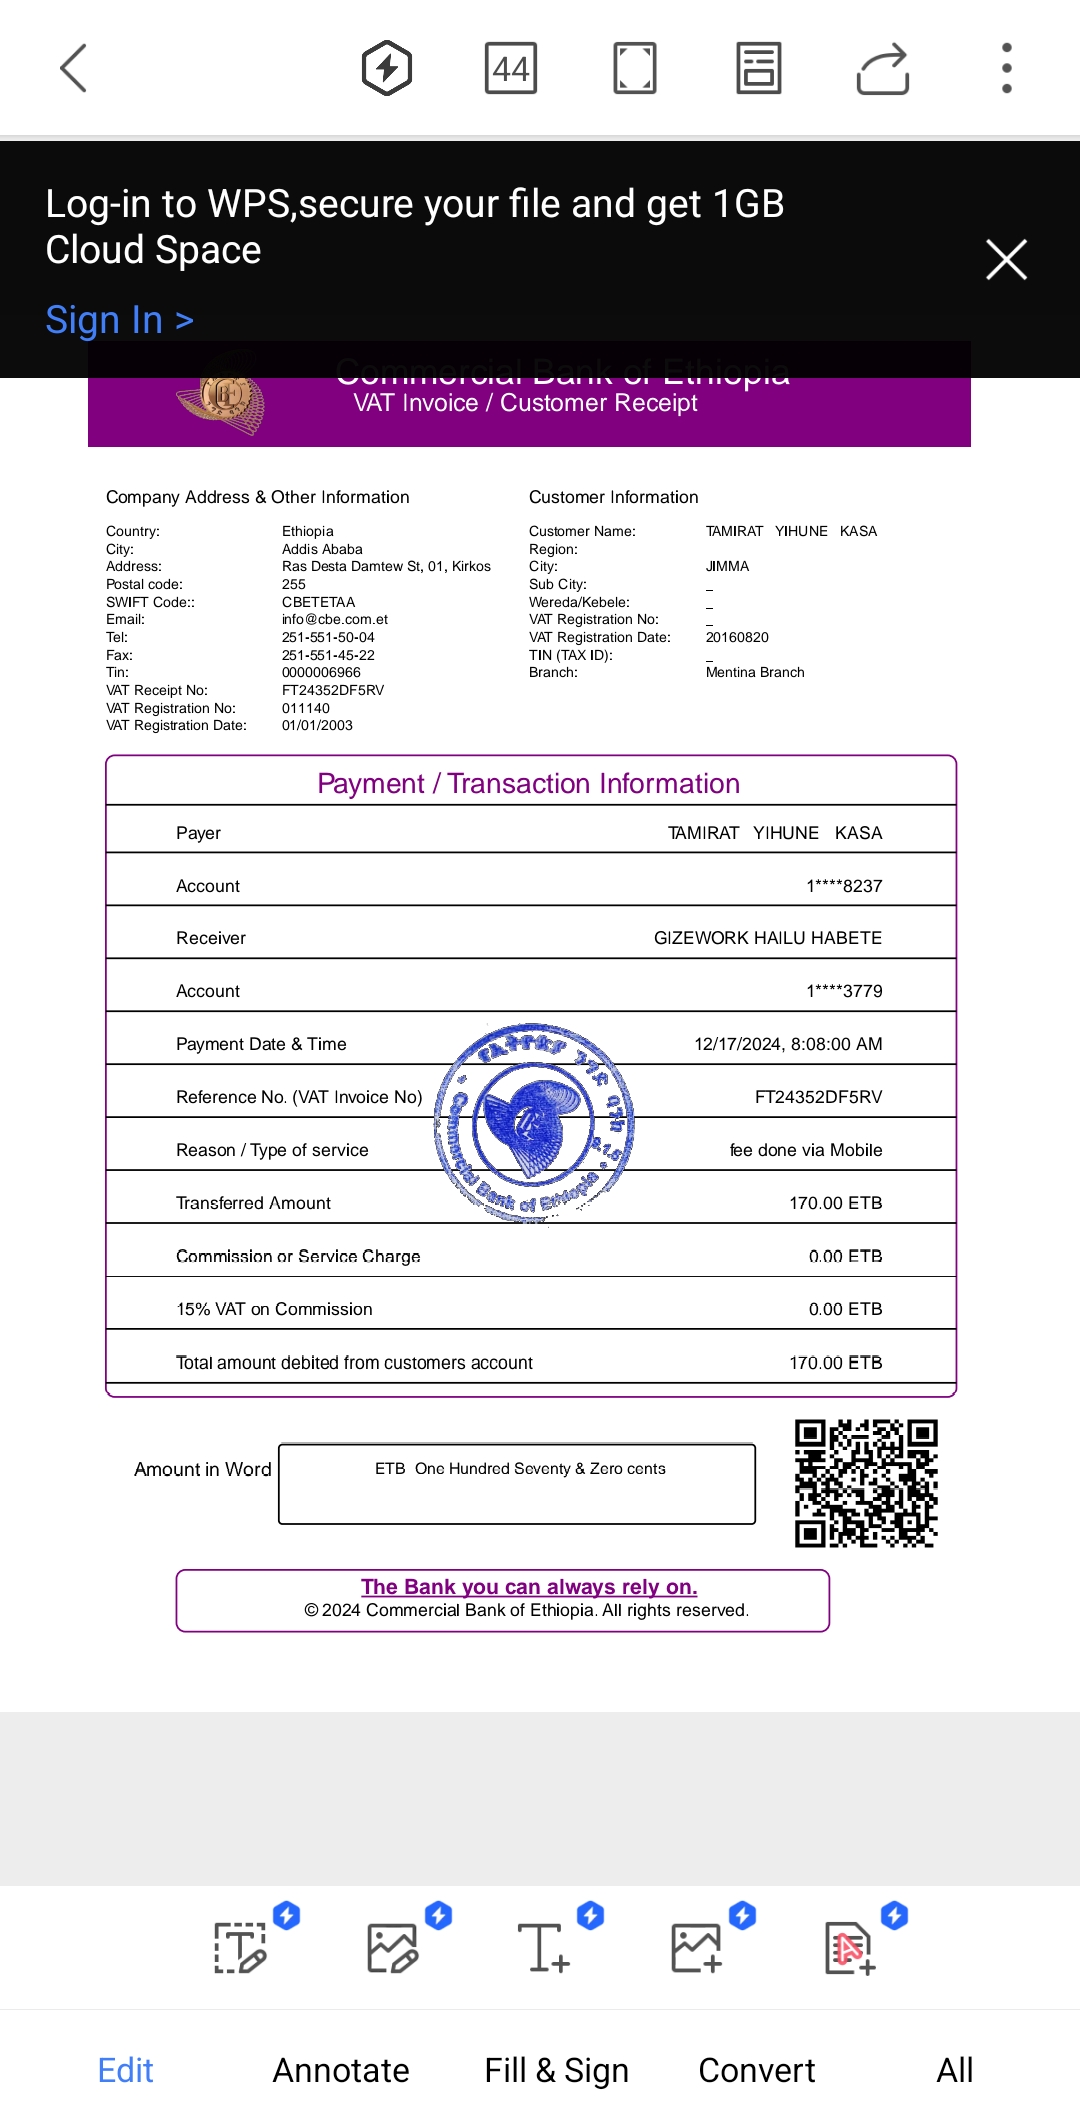 44
Log-in to WPS,secure your file and get 1GB
Cloud Space
Sign In >
Commercial Bank of Ethiopia
VAT Invoice / Customer Receipt
Company Address & Other Information
Country: Ethiopia
City: Addis Ababa
Address: Ras Desta Damtew St, 01, Kirkos
Postal code: 255
SWIFT Code:: CBETETAA
Email: info@cbe.com.et
Tel: 251-551-50-04
Fax: 251-551-45-22
Tin: 0000006966
VAT Receipt No: FT24352DF5RV
VAT Registration No: 011140
VAT Registration Date: 01/01/2003
Customer Information
Customer Name: TAMIRAT YIHUNE KASA
Region:
City: JIMMA
Sub City: _
Wereda/Kebele: _
VAT Registration No: _
VAT Registration Date: 20160820
TIN (TAX ID): _
Branch: Mentina Branch
Payment / Transaction Information
Payer TAMIRAT YIHUNE KASA
Account 1****8237
Receiver GIZEWORK HAILU HABETE
Account 1****3779
Payment Date & Time 12/17/2024, 8:08:00 AM
Reference No. (VAT Invoice No) FT24352DF5RV
Reason / Type of service fee done via Mobile
Transferred Amount 170.00 ETB
Commission or Service Charge 0.00 ETB
15% VAT on Commission 0.00 ETB
Total amount debited from customers account 170.00 ETB
የኢትዮጵያ ንግድ ባንክ
Commercial Bank of Ethiopia
Amount in Word ETB One Hundred Seventy & Zero cents
The Bank you can always rely on.
© 2024 Commercial Bank of Ethiopia. All rights reserved.
Edit Annotate Fill & Sign Convert All